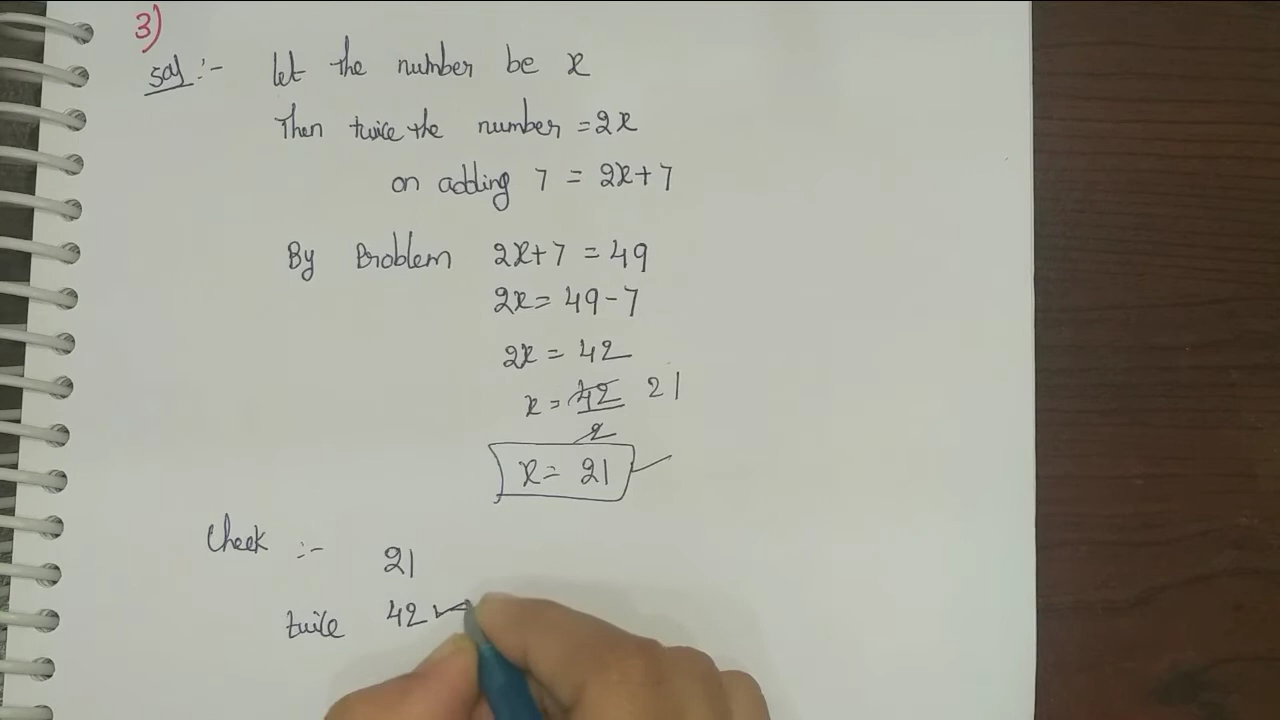 3)
Sol :- Let the number be x
Then twice the number = 2x
on adding 7 = 2x+7
By Problem 2x+7 = 49
2x = 49-7
2x = 42
x = 42/2 21
x = 21
Check :- 21
twice 42